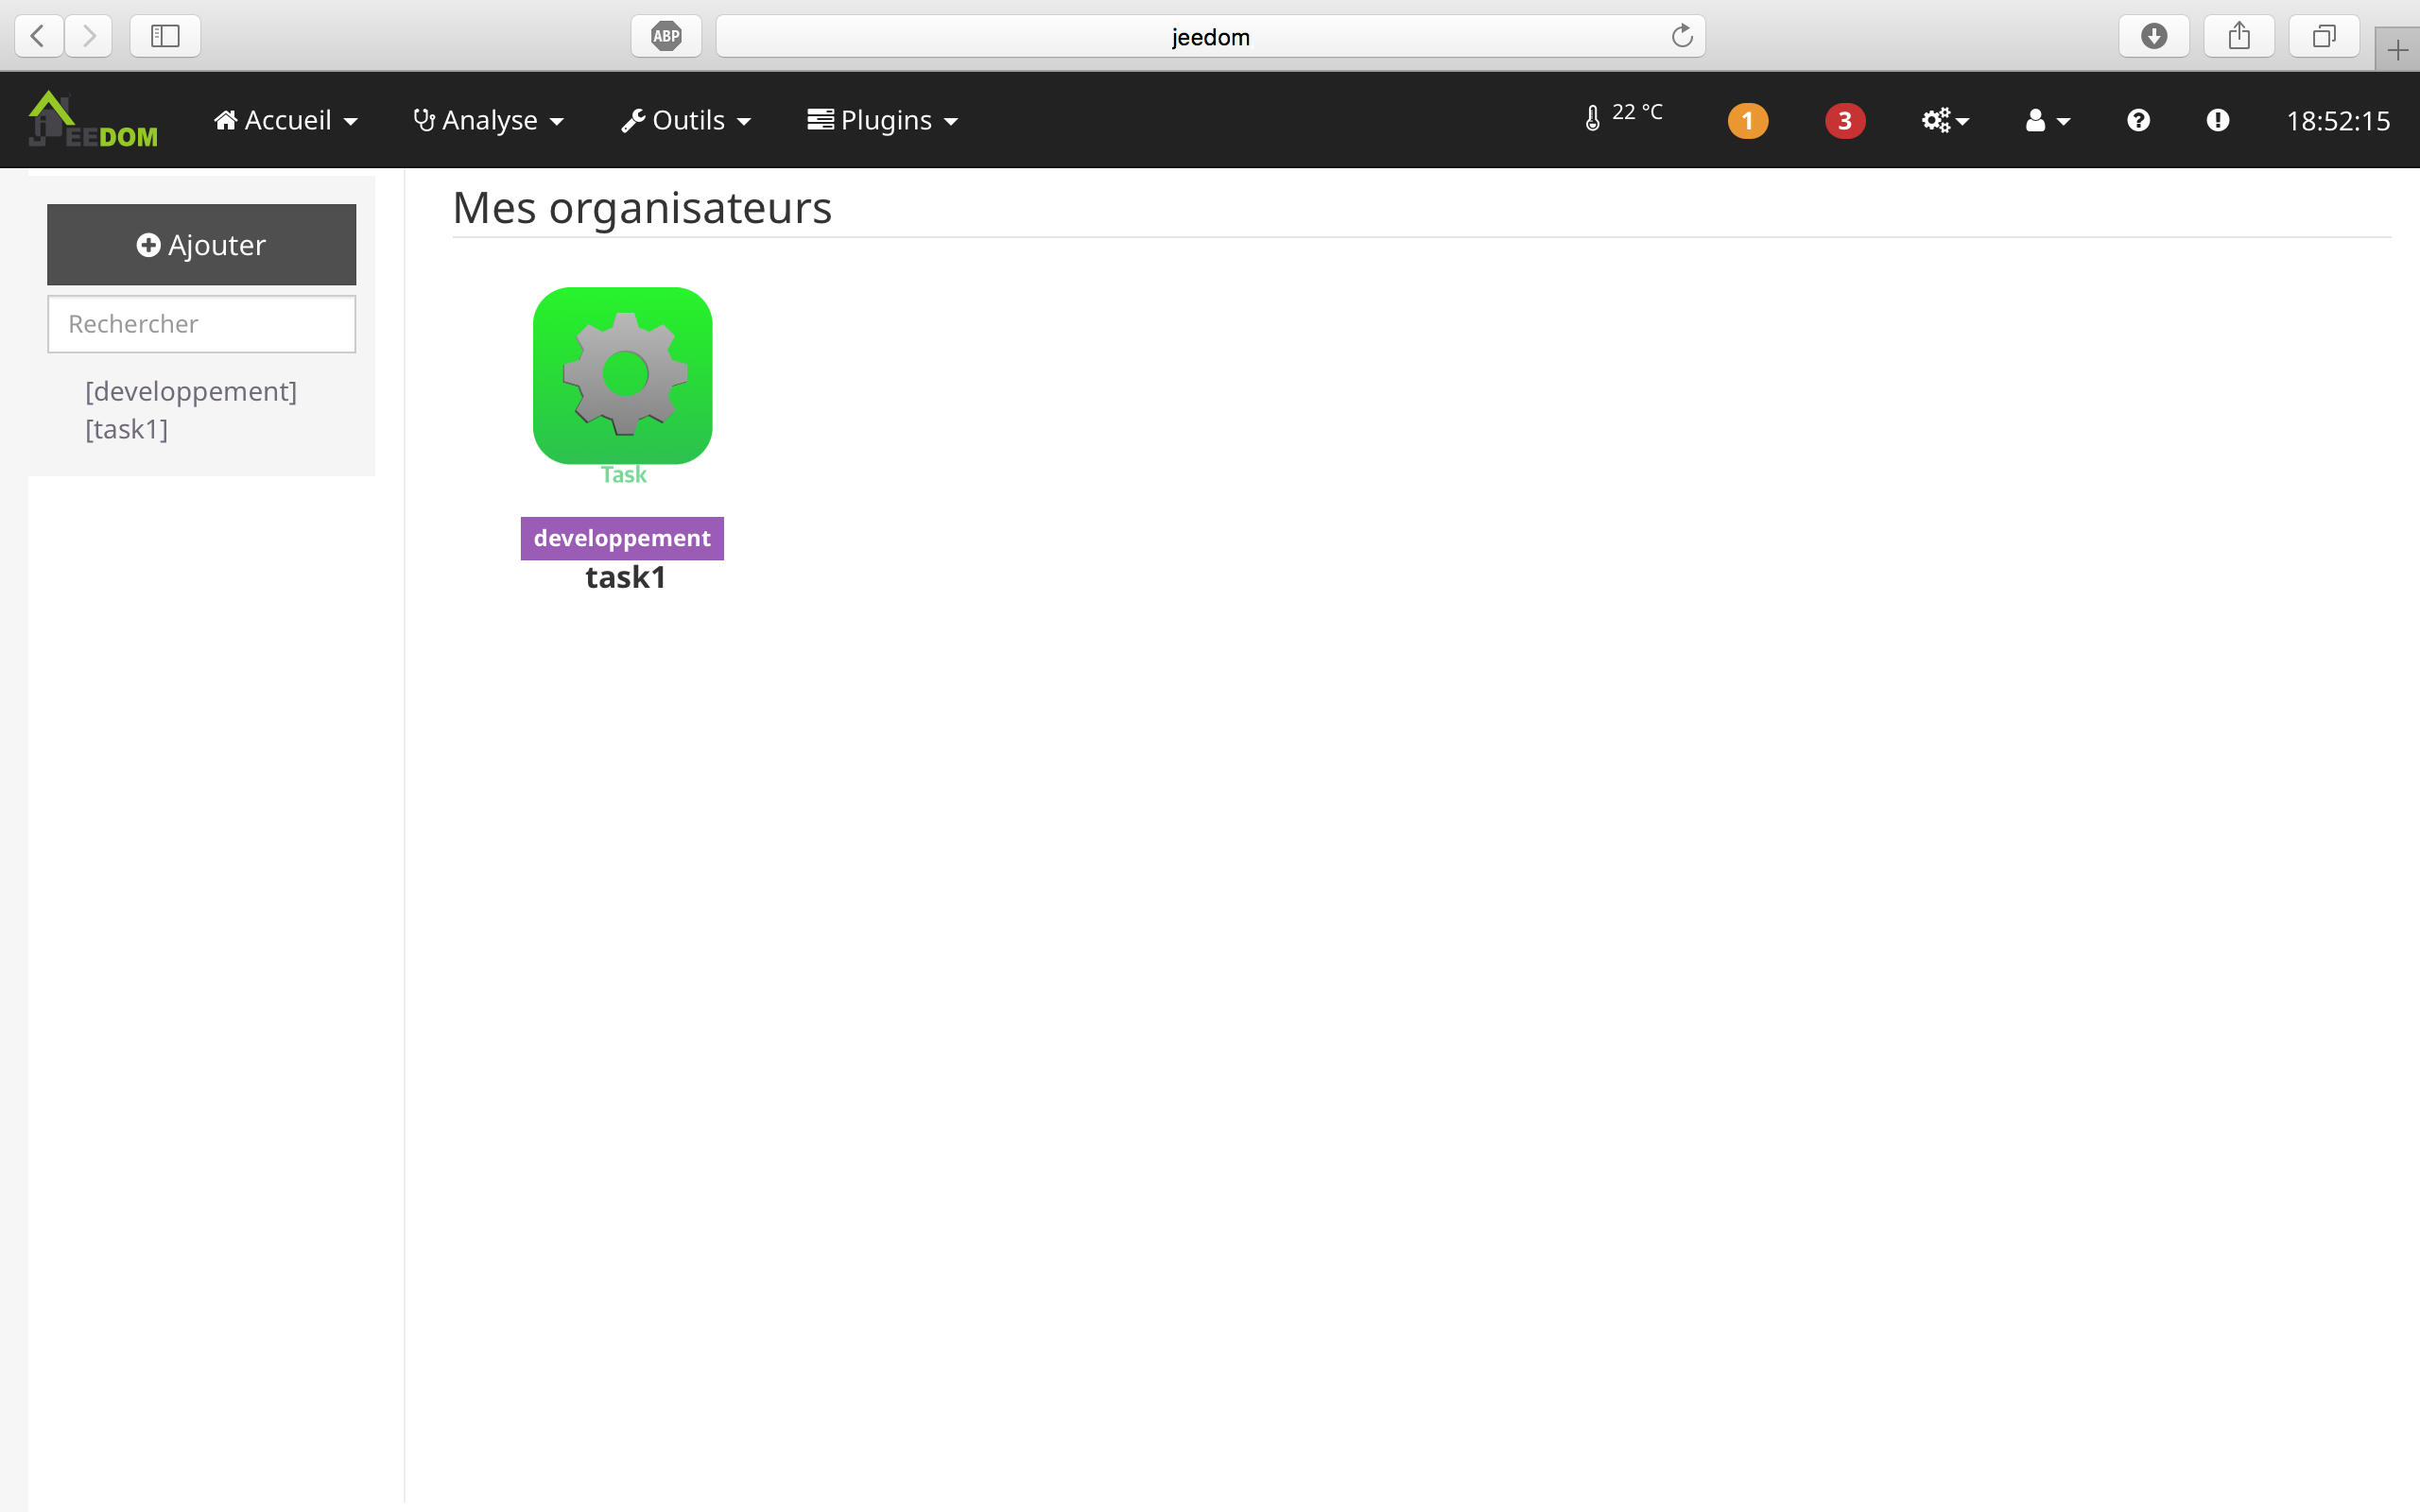 ABP
jeedom
JEEDOM
Accueil
Analyse
Outils
Plugins
22 °C
1
3
18:52:15
Ajouter
Rechercher
[developpement]
[task1]
Mes organisateurs
Task
developpement
task1